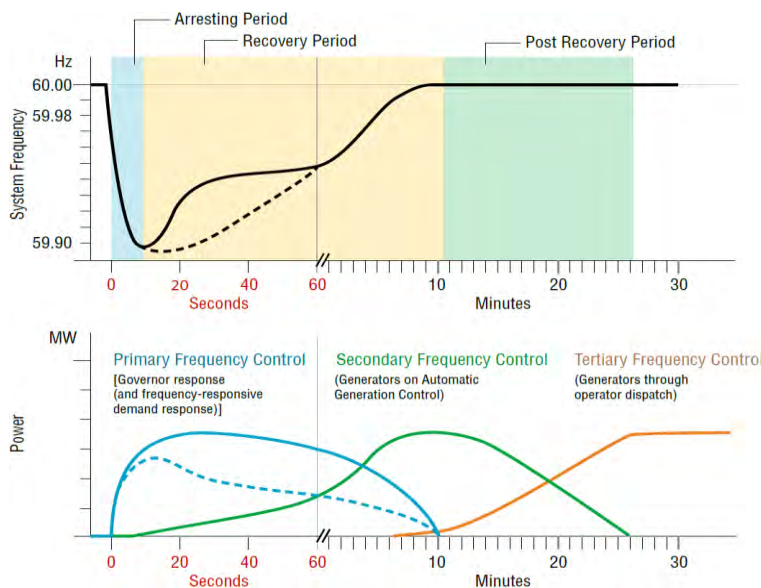 Arresting Period
Recovery Period
Post Recovery Period
Hz
60.00
59.98
59.90
System Frequency
0 20 40 60 10 20 30
Seconds Minutes
MW
Primary Frequency Control
[Governor response
(and frequency-responsive
demand response)]
Secondary Frequency Control
(Generators on Automatic
Generation Control)
Tertiary Frequency Control
(Generators through
operator dispatch)
Power
0 20 40 60 10 20 30
Seconds Minutes